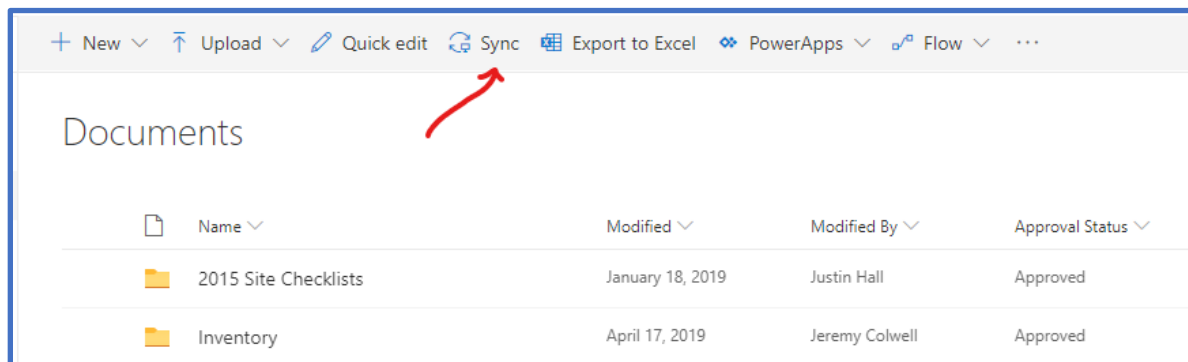 + New Upload Quick edit Sync Export to Excel PowerApps Flow ...
Documents
Name Modified Modified By Approval Status
2015 Site Checklists January 18, 2019 Justin Hall Approved
Inventory April 17, 2019 Jeremy Colwell Approved